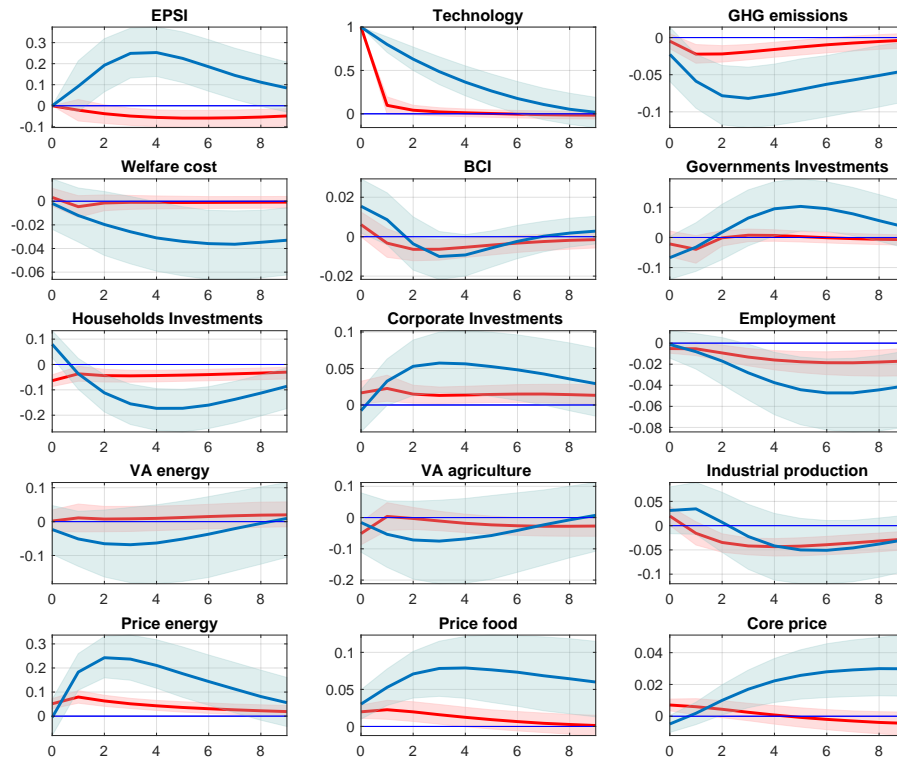 EPSI
Technology
GHG emissions
0.3
0.2
0.1
0
-0.1
0 2 4 6 8
1
0.5
0
0 2 4 6 8
0
-0.05
-0.1
0 2 4 6 8
Welfare cost
BCI
Governments Investments
0
-0.02
-0.04
-0.06
0 2 4 6 8
0.02
0
-0.02
0 2 4 6 8
0.1
0
-0.1
0 2 4 6 8
Households Investments
Corporate Investments
Employment
0.1
0
-0.1
-0.2
0 2 4 6 8
0.1
0.05
0
0 2 4 6 8
0
-0.02
-0.04
-0.06
-0.08
0 2 4 6 8
VA energy
VA agriculture
Industrial production
0.1
0
-0.1
0 2 4 6 8
0.1
0
-0.1
-0.2
0 2 4 6 8
0.05
0
-0.05
-0.1
0 2 4 6 8
Price energy
Price food
Core price
0.3
0.2
0.1
0
0 2 4 6 8
0.1
0.05
0
0 2 4 6 8
0.04
0.02
0
0 2 4 6 8